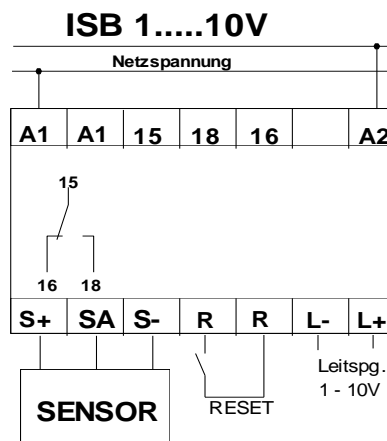 ISB 1.....10V
Netzspannung
A1 A1 15 18 16 A2
15
16 18
S+ SA S- R R L- L+
SENSOR
RESET
Leitspg.
1 - 10V